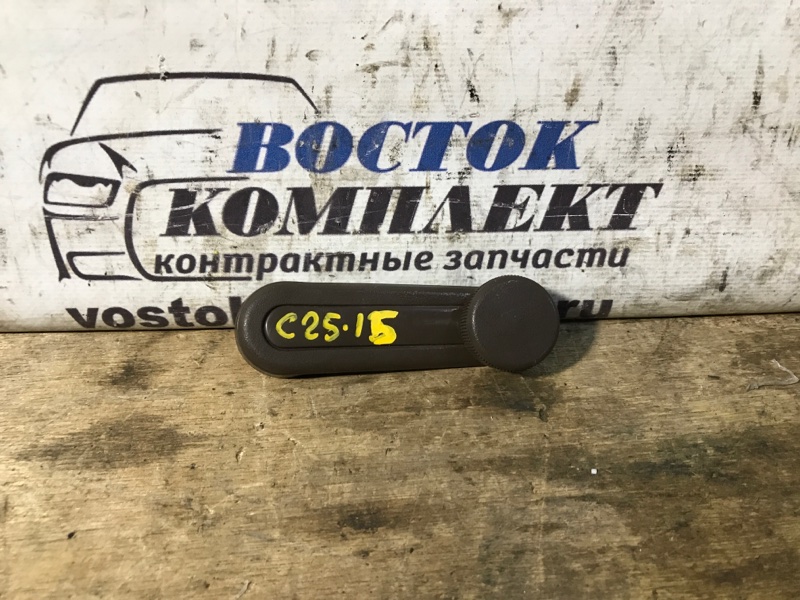 ВОСТОК
КОМПЛЕКТ
контрактные запчасти
C25.15